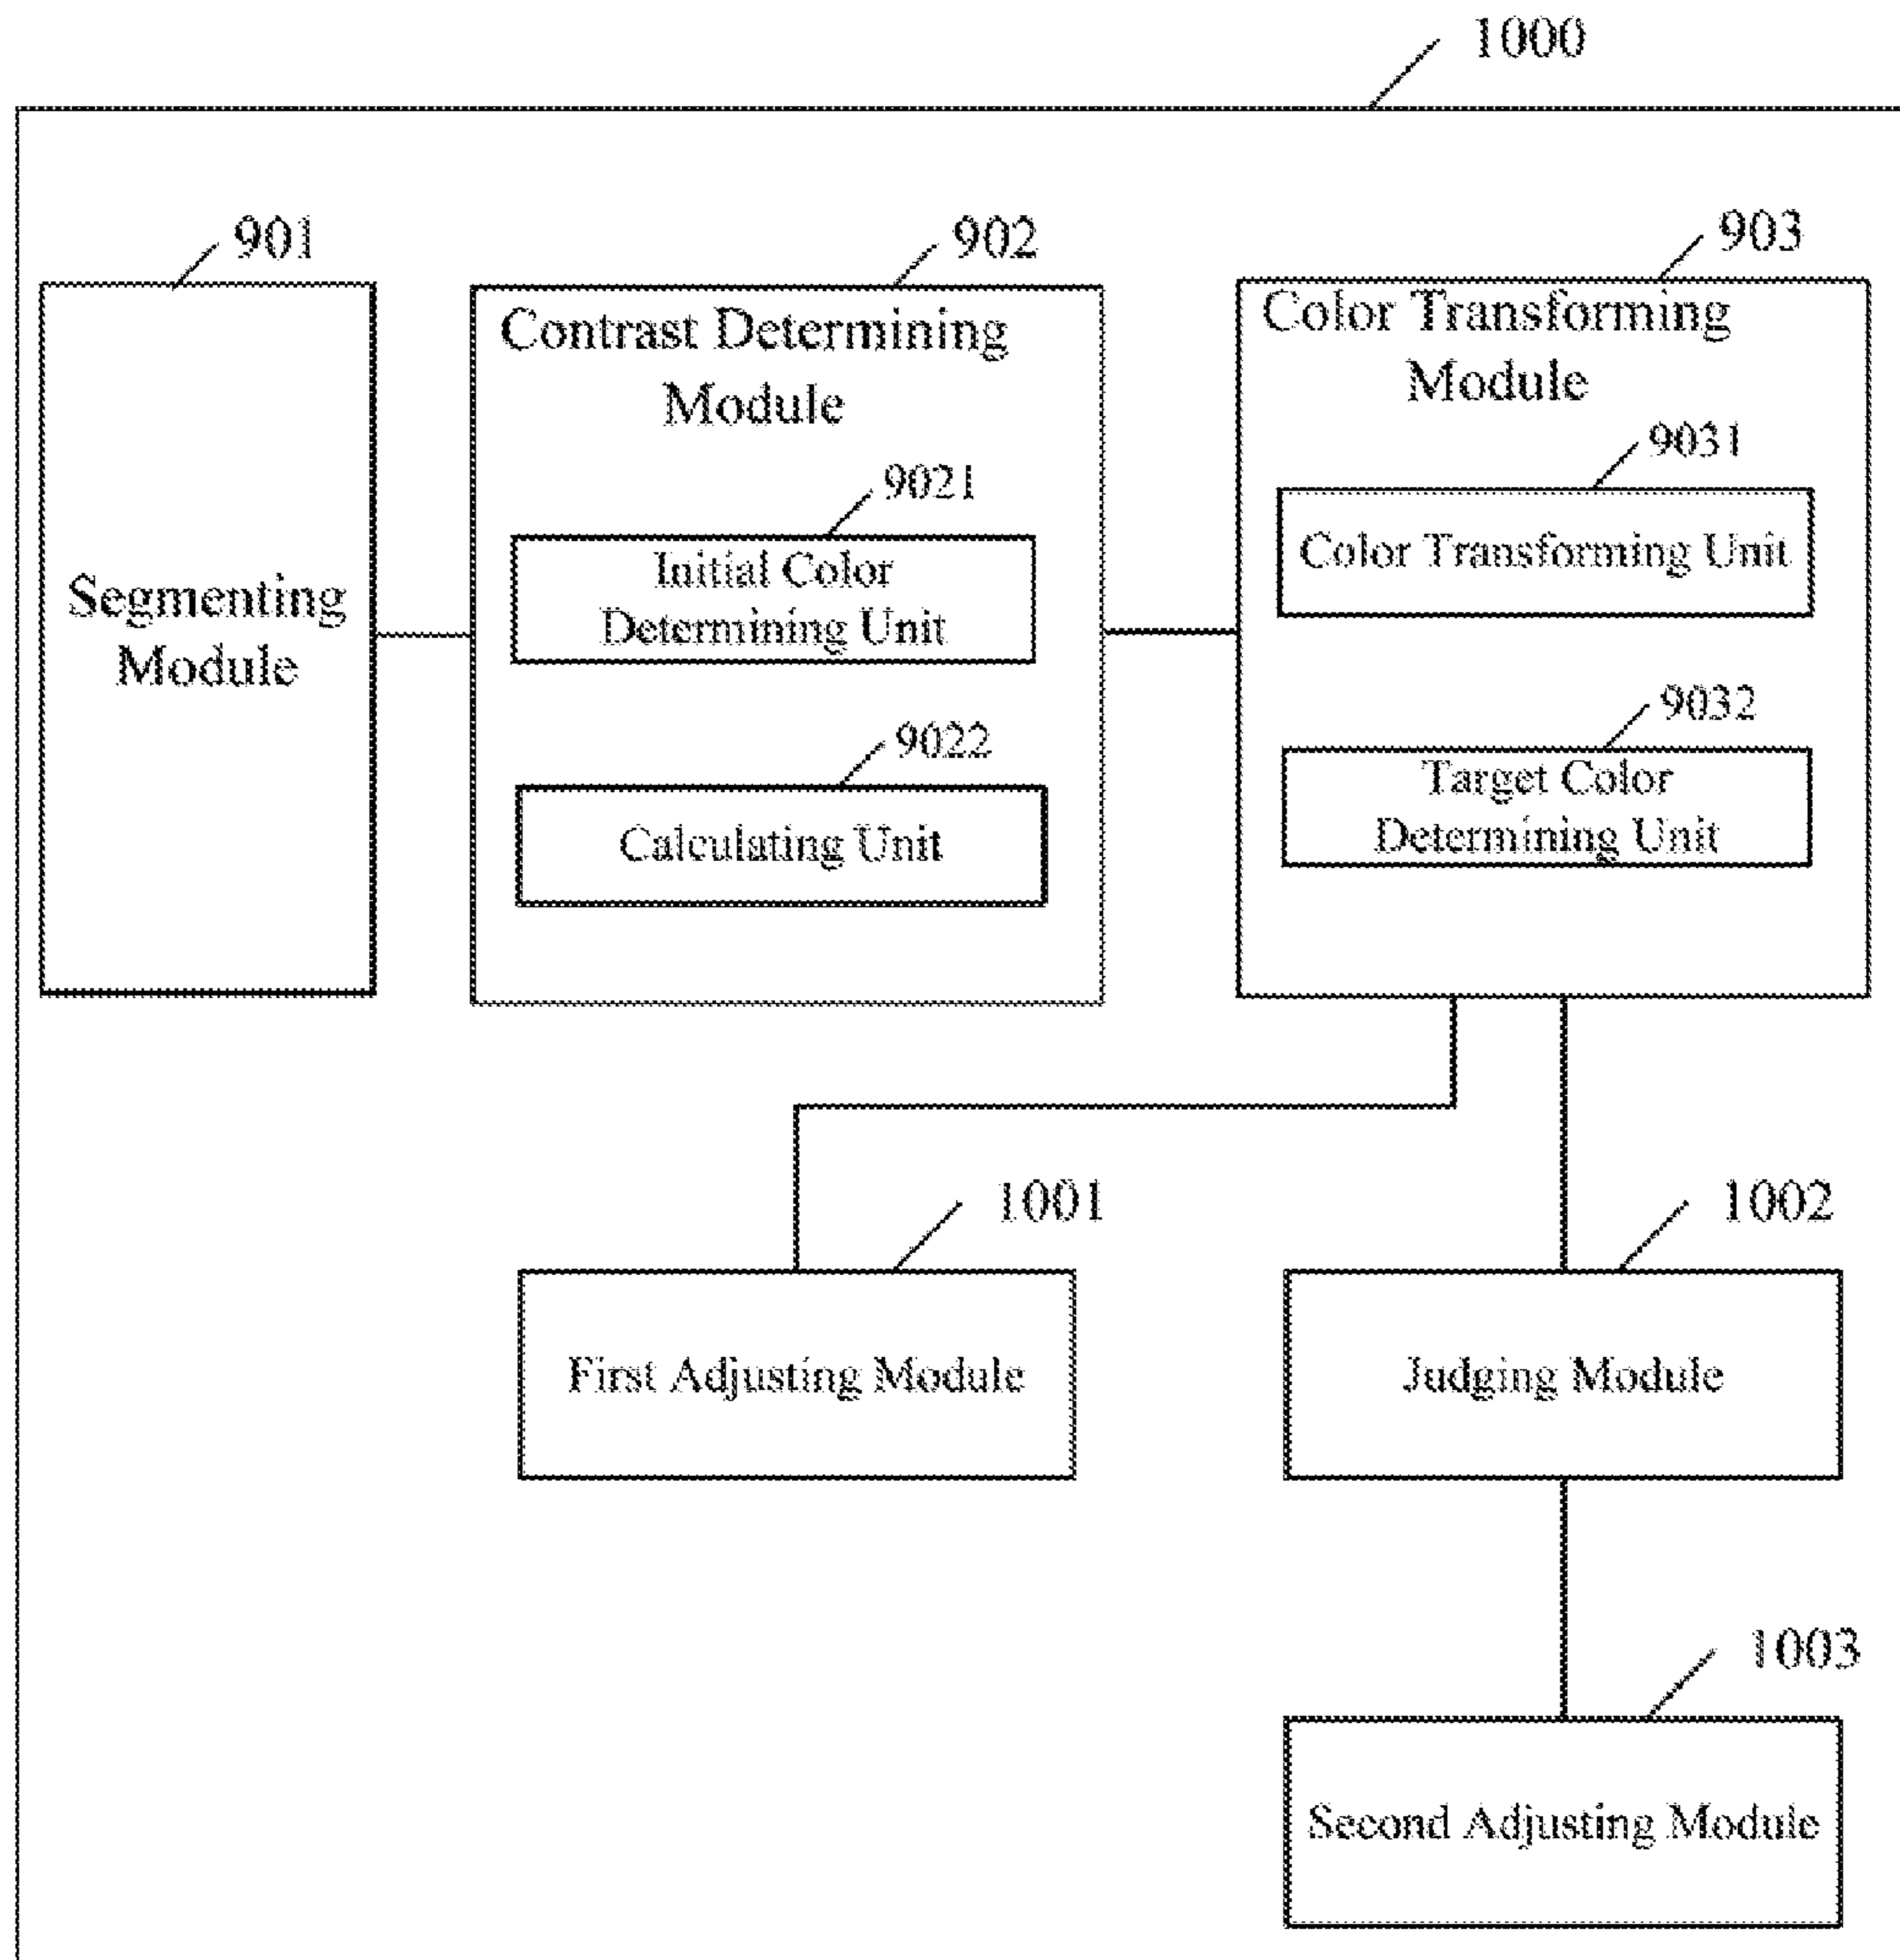 1000
901
902
903
Segmenting
Module
Contrast Determining
Module
9021
Initial Color
Determining Unit
9022
Calculating Unit
Color Transforming
Module
9031
Color Transforming Unit
9032
Target Color
Determining Unit
1001
First Adjusting Module
1002
Judging Module
1003
Second Adjusting Module